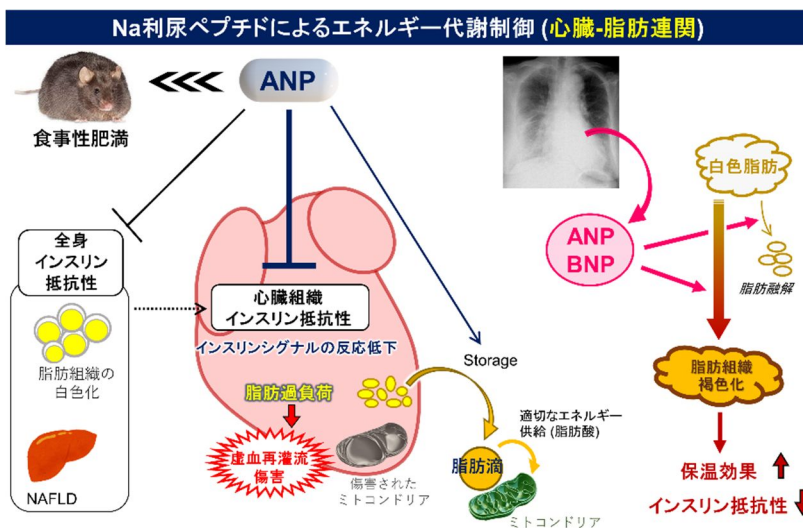 Na利尿ペプチドによるエネルギー代謝制御 (心臓-脂肪連関)
ANP
食事性肥満
全身
インスリン
抵抗性
脂肪組織の
白色化
NAFLD
心臓組織
インスリン抵抗性
インスリンシグナルの反応低下
脂肪過負荷
虚血再灌流
傷害
傷害された
ミトコンドリア
Storage
適切なエネルギー
供給 (脂肪酸)
脂肪滴
ミトコンドリア
ANP
BNP
白色脂肪
脂肪融解
脂肪組織
褐色化
保温効果
インスリン抵抗性